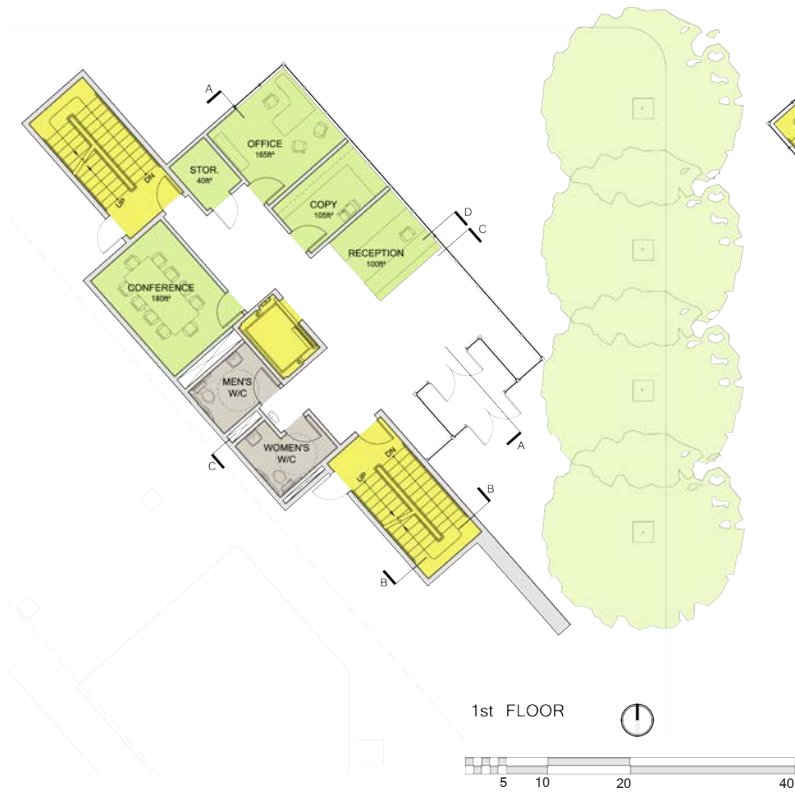 A
OFFICE
165ft²
STOR.
40ft²
DN
UP
COPY
105ft²
D
C
RECEPTION
100ft²
CONFERENCE
180ft²
MEN'S
W/C
WOMEN'S
W/C
C
A
DN
UP
B
B
1st FLOOR
5 10 20 40